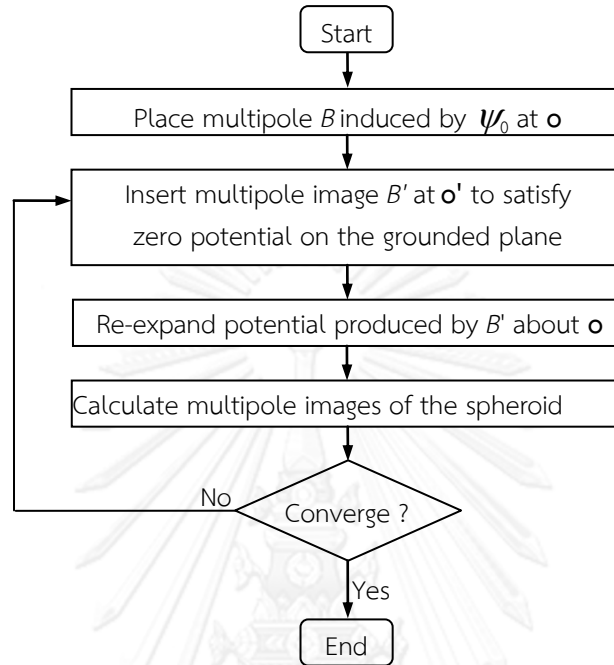 Start
Place multipole B induced by ψ₀ at o
Insert multipole image B' at o' to satisfy
zero potential on the grounded plane
Re-expand potential produced by B' about o
Calculate multipole images of the spheroid
No
Converge ?
Yes
End